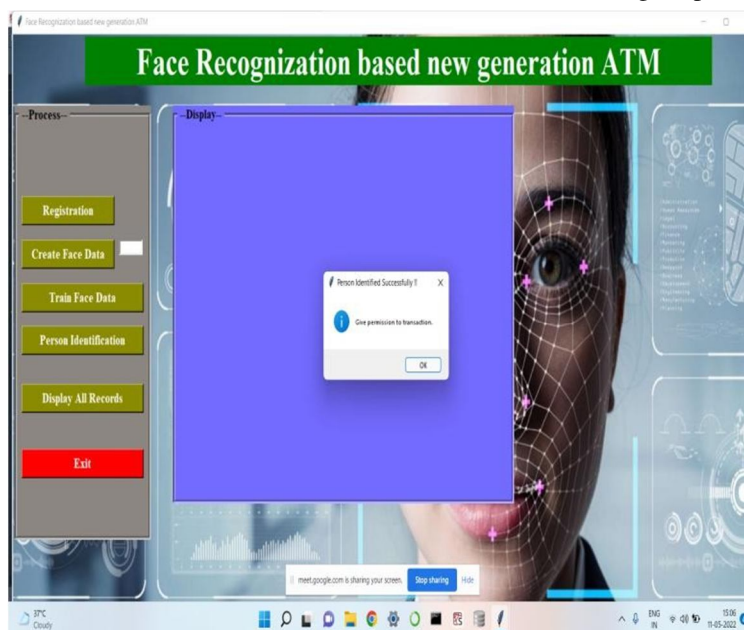 Face Recognization based new generation ATM
Face Recognization based new generation ATM
--Process--
--Display--
Registration
Create Face Data
Train Face Data
Person Identification
Display All Records
Exit
Person Identified Successfully !!
Give permission to transaction.
OK
meet.google.com is sharing your screen.
Stop sharing
Hide
37°C
Cloudy
ENG
IN
15:06
11-05-2022